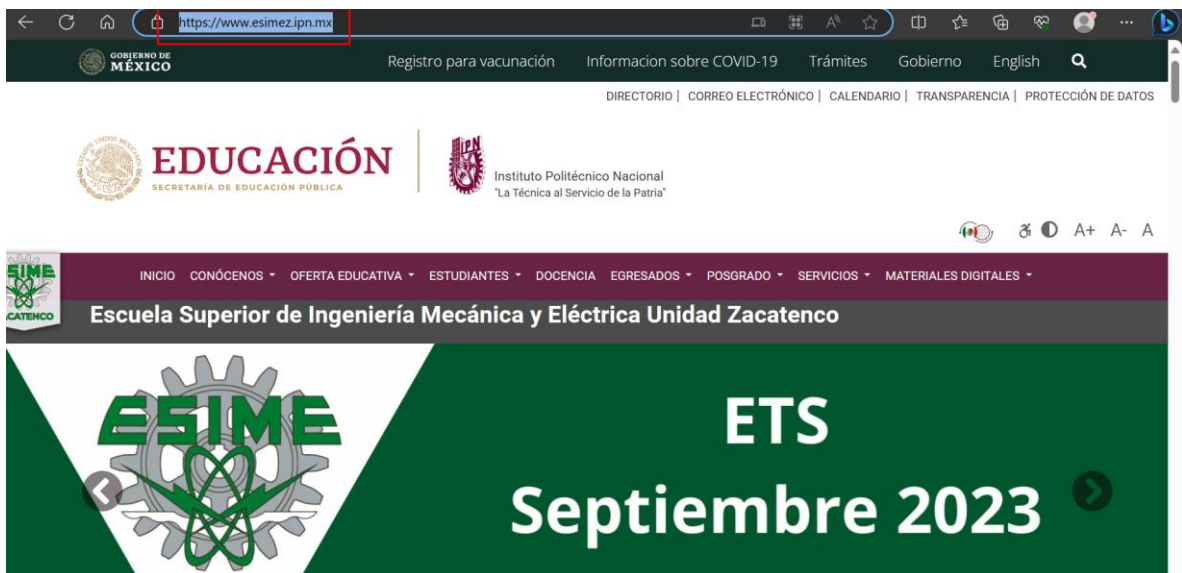 https://www.esimez.ipn.mx
GOBIERNO DE
MÉXICO
Registro para vacunación Informacion sobre COVID-19 Trámites Gobierno English
DIRECTORIO | CORREO ELECTRÓNICO | CALENDARIO | TRANSPARENCIA | PROTECCIÓN DE DATOS
EDUCACIÓN
SECRETARÍA DE EDUCACIÓN PÚBLICA
IPN
Instituto Politécnico Nacional
"La Técnica al Servicio de la Patria"
A+ A- A
INICIO CONÓCENOS OFERTA EDUCATIVA ESTUDIANTES DOCENCIA EGRESADOS POSGRADO SERVICIOS MATERIALES DIGITALES
Escuela Superior de Ingeniería Mecánica y Eléctrica Unidad Zacatenco
ESIME
ETS
Septiembre 2023